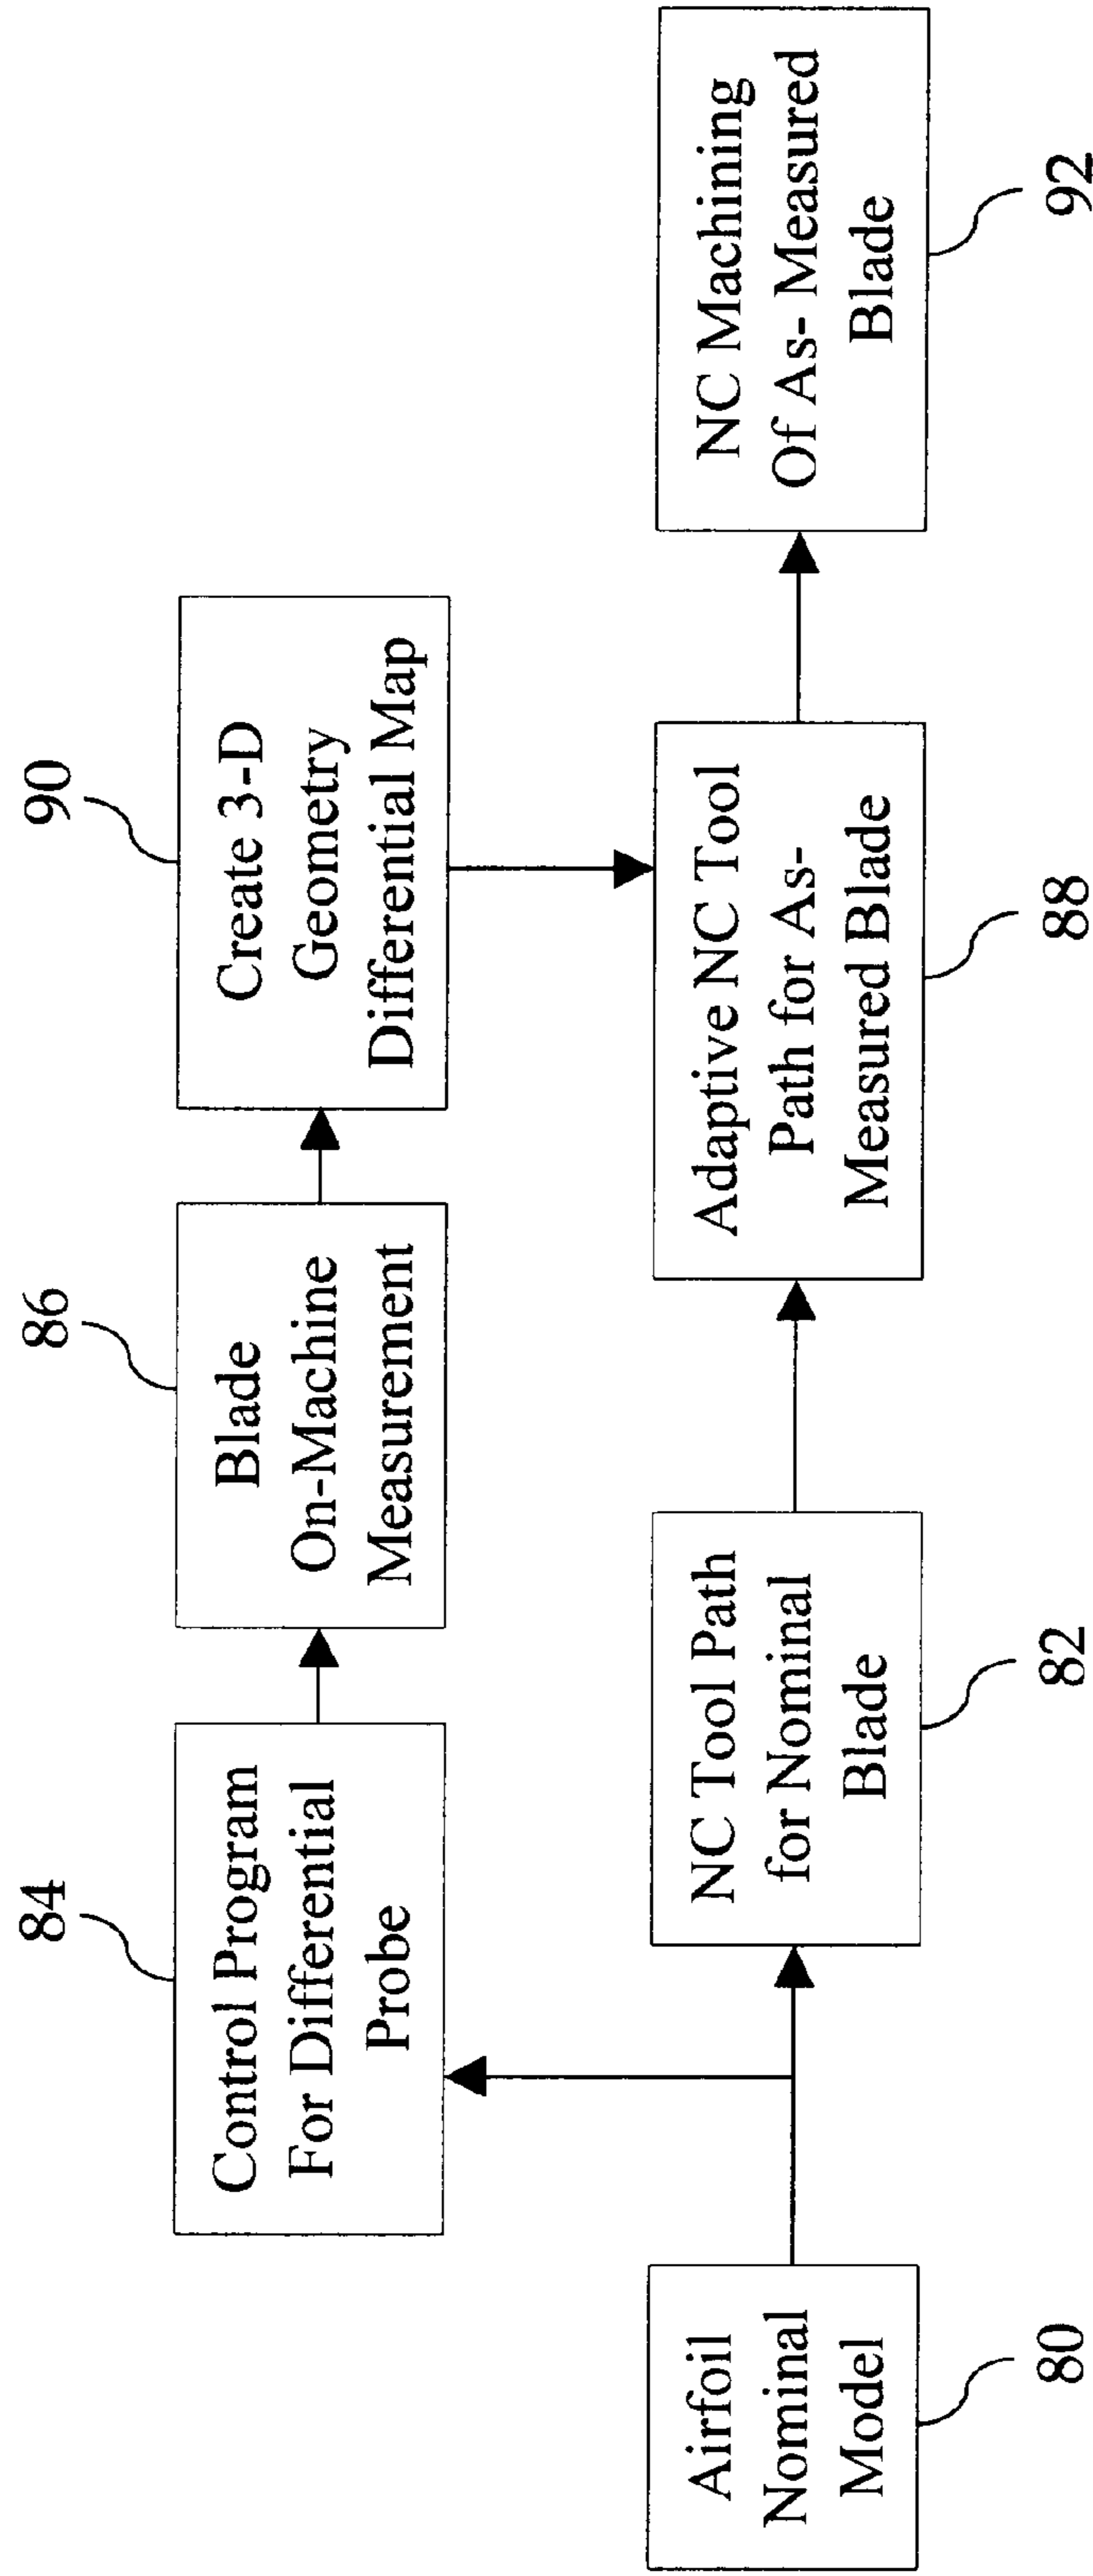 84
Control Program
For Differential
Probe
86
Blade
On-Machine
Measurement
90
Create 3-D
Geometry
Differential Map
Airfoil
Nominal
Model
80
NC Tool Path
for Nominal
Blade
82
Adaptive NC Tool
Path for As-
Measured Blade
88
NC Machining
Of As- Measured
Blade
92